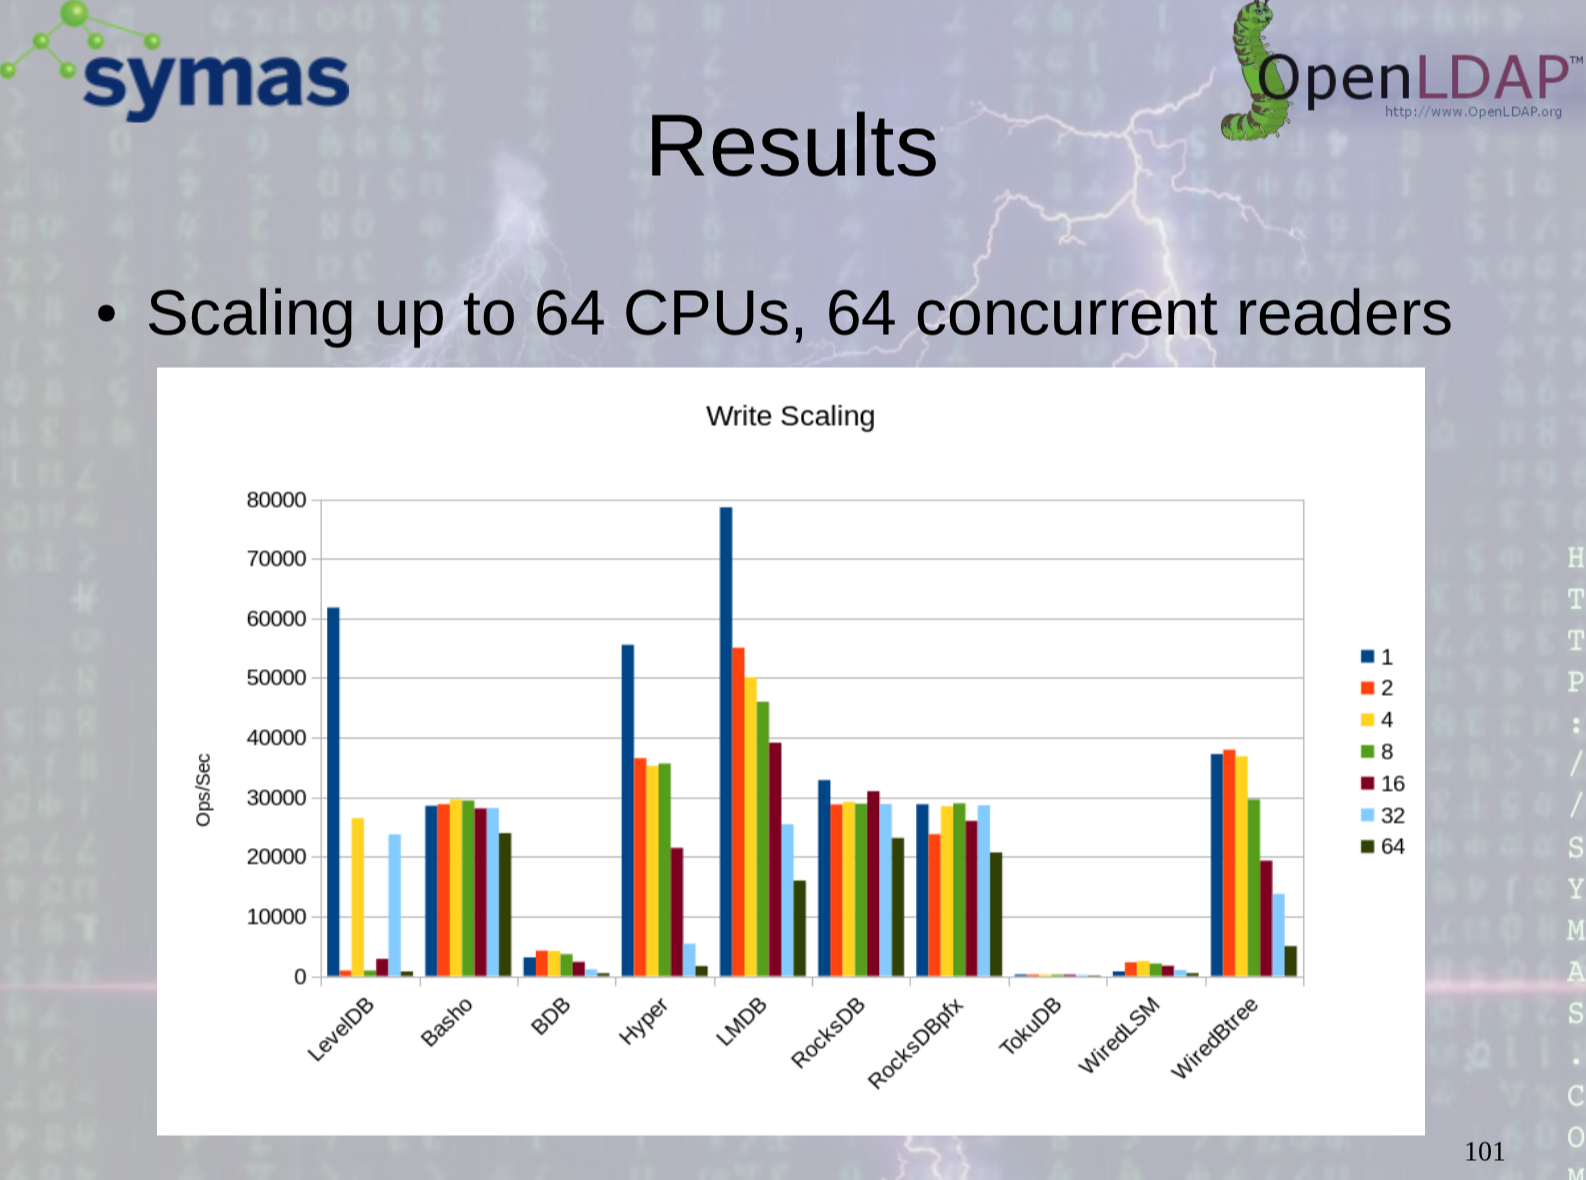 symas
OpenLDAP™
http://www.OpenLDAP.org
Results
• Scaling up to 64 CPUs, 64 concurrent readers
Write Scaling
80000
70000
60000
50000
40000
30000
20000
10000
0
Ops/Sec
LevelDB
Basho
BDB
Hyper
LMDB
RocksDB
RocksDBpfx
TokuDB
WiredLSM
WiredBtree
1
2
4
8
16
32
64
HTTP://SYMAS.COM
101